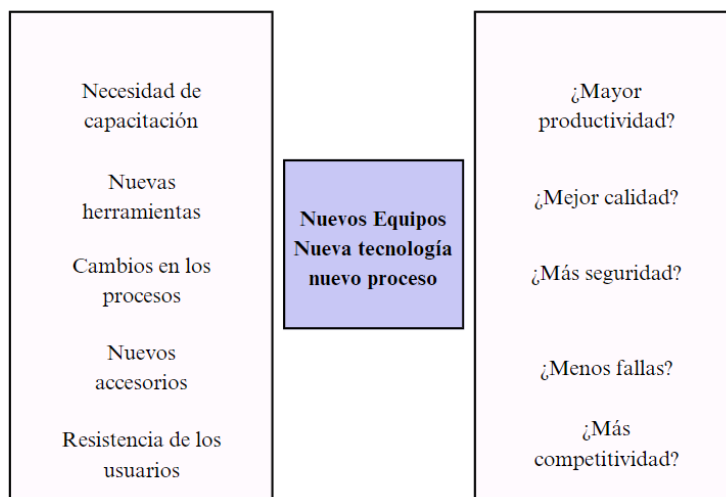 Necesidad de
capacitación
Nuevas
herramientas
Cambios en los
procesos
Nuevos
accesorios
Resistencia de los
usuarios
Nuevos Equipos
Nueva tecnología
nuevo proceso
¿Mayor
productividad?
¿Mejor calidad?
¿Más seguridad?
¿Menos fallas?
¿Más
competitividad?